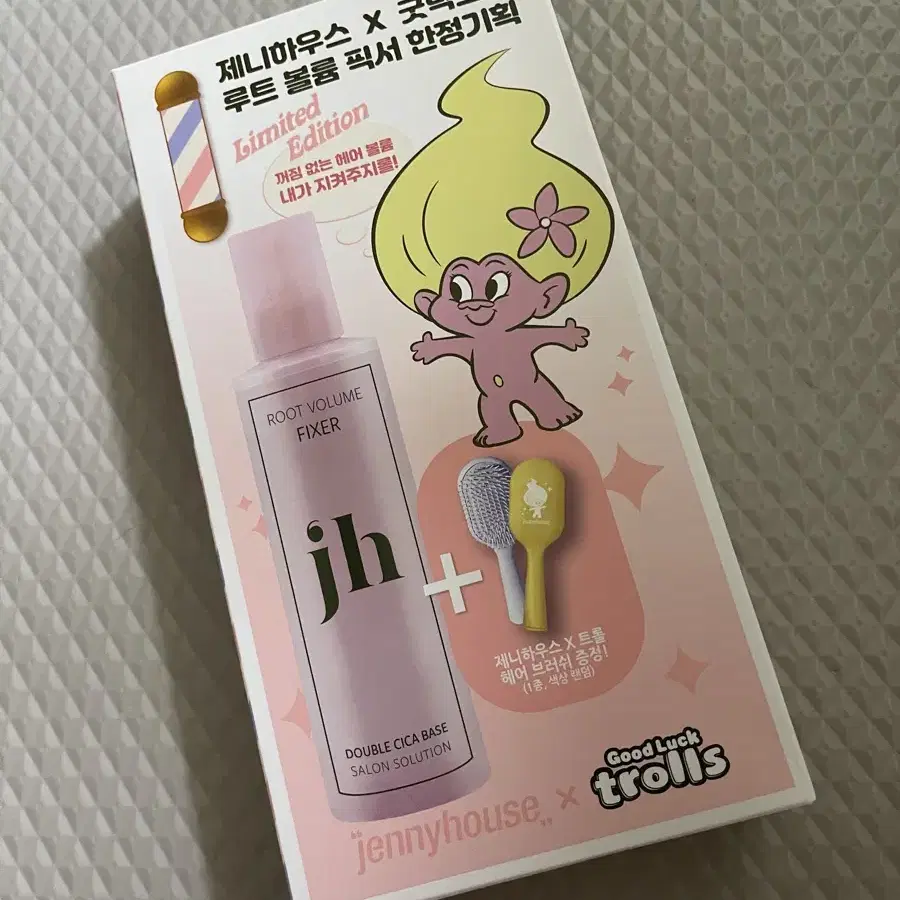 제니하우스 X
루트 볼륨 픽서 한정기획
Limited
Edition
꺼짐 없는 헤어 볼륨
내가 지켜주지롱!
ROOT VOLUME
FIXER
jh
DOUBLE CICA BASE
SALON SOLUTION
+
jennyhouse
제니하우스 X 트롤
헤어 브러쉬 증정!
(1종, 색상 랜덤)
"jennyhouse„ × Good Luck trolls